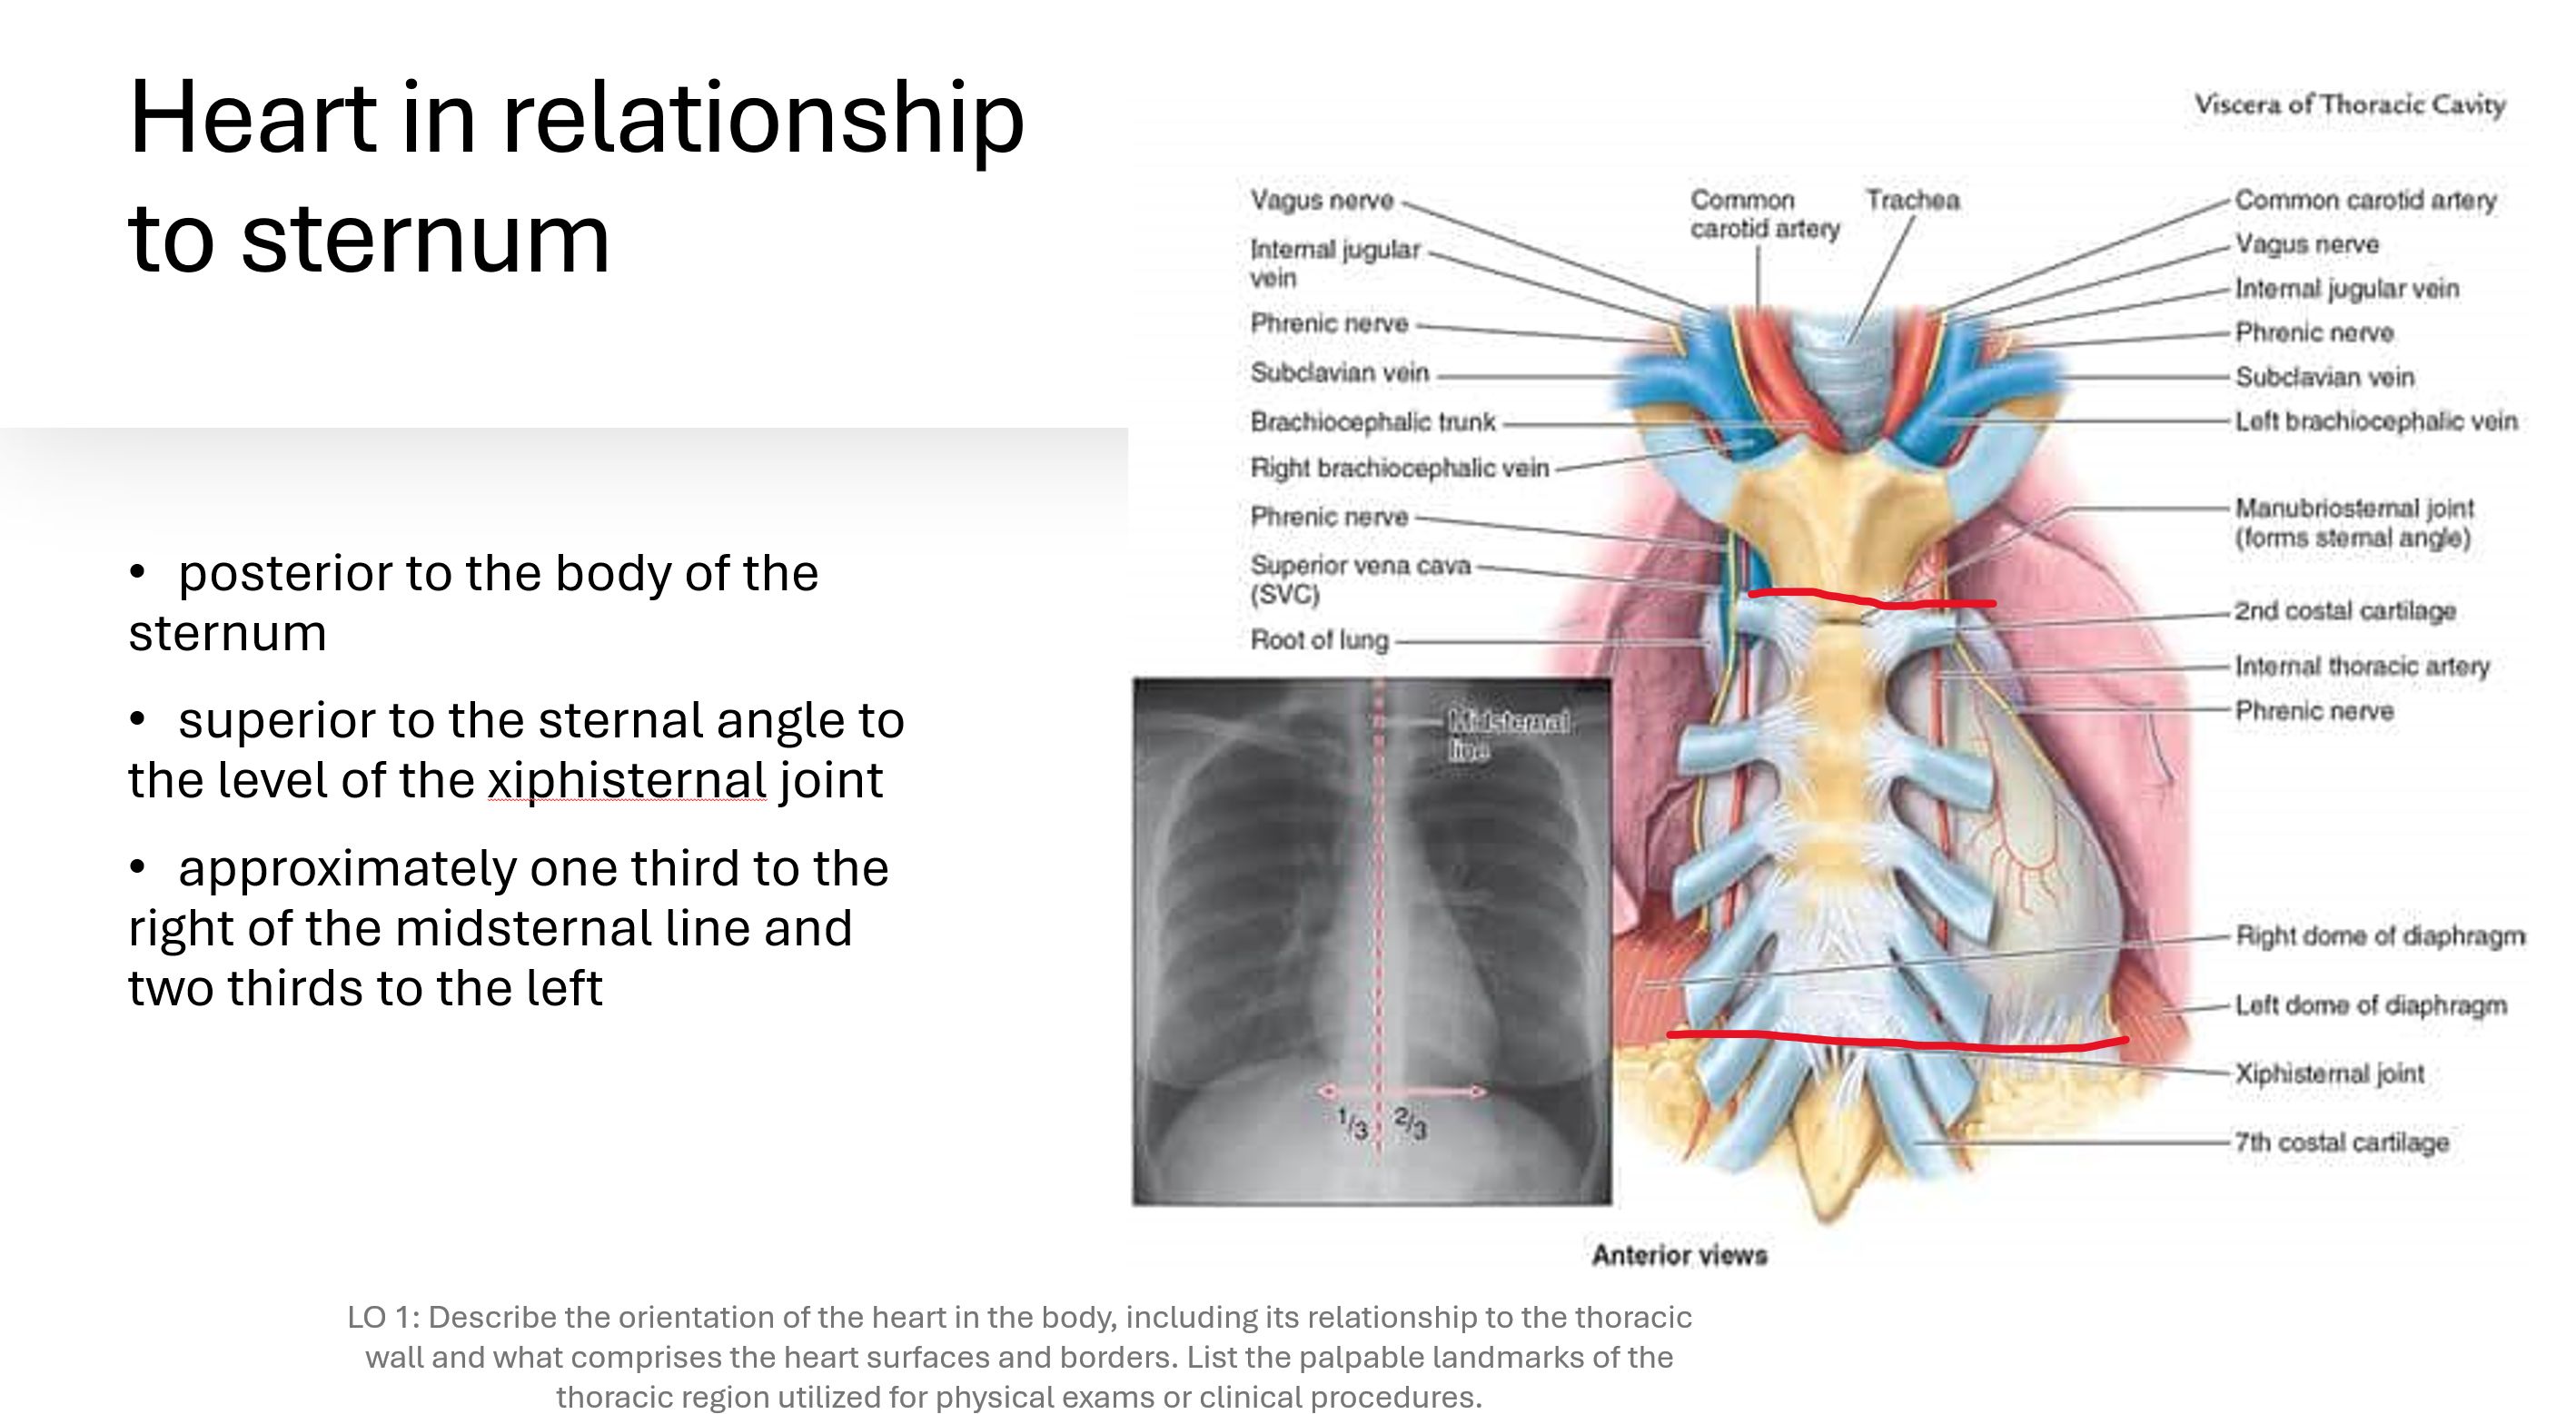 Heart in relationship
to sternum
• posterior to the body of the
sternum
• superior to the sternal angle to
the level of the xiphisternal joint
• approximately one third to the
right of the midsternal line and
two thirds to the left
Viscera of Thoracic Cavity
Vagus nerve
Internal jugular
vein
Phrenic nerve
Subclavian vein
Brachiocephalic trunk
Right brachiocephalic vein
Phrenic nerve
Superior vena cava
(SVC)
Root of lung
Common
carotid artery
Trachea
Common carotid artery
Vagus nerve
Internal jugular vein
Phrenic nerve
Subclavian vein
Left brachiocephalic vein
Manubriosternal joint
(forms sternal angle)
2nd costal cartilage
Internal thoracic artery
Phrenic nerve
Right dome of diaphragm
Left dome of diaphragm
Xiphisternal joint
7th costal cartilage
Midsternal
line
1/3 2/3
Anterior views
LO 1: Describe the orientation of the heart in the body, including its relationship to the thoracic
wall and what comprises the heart surfaces and borders. List the palpable landmarks of the
thoracic region utilized for physical exams or clinical procedures.